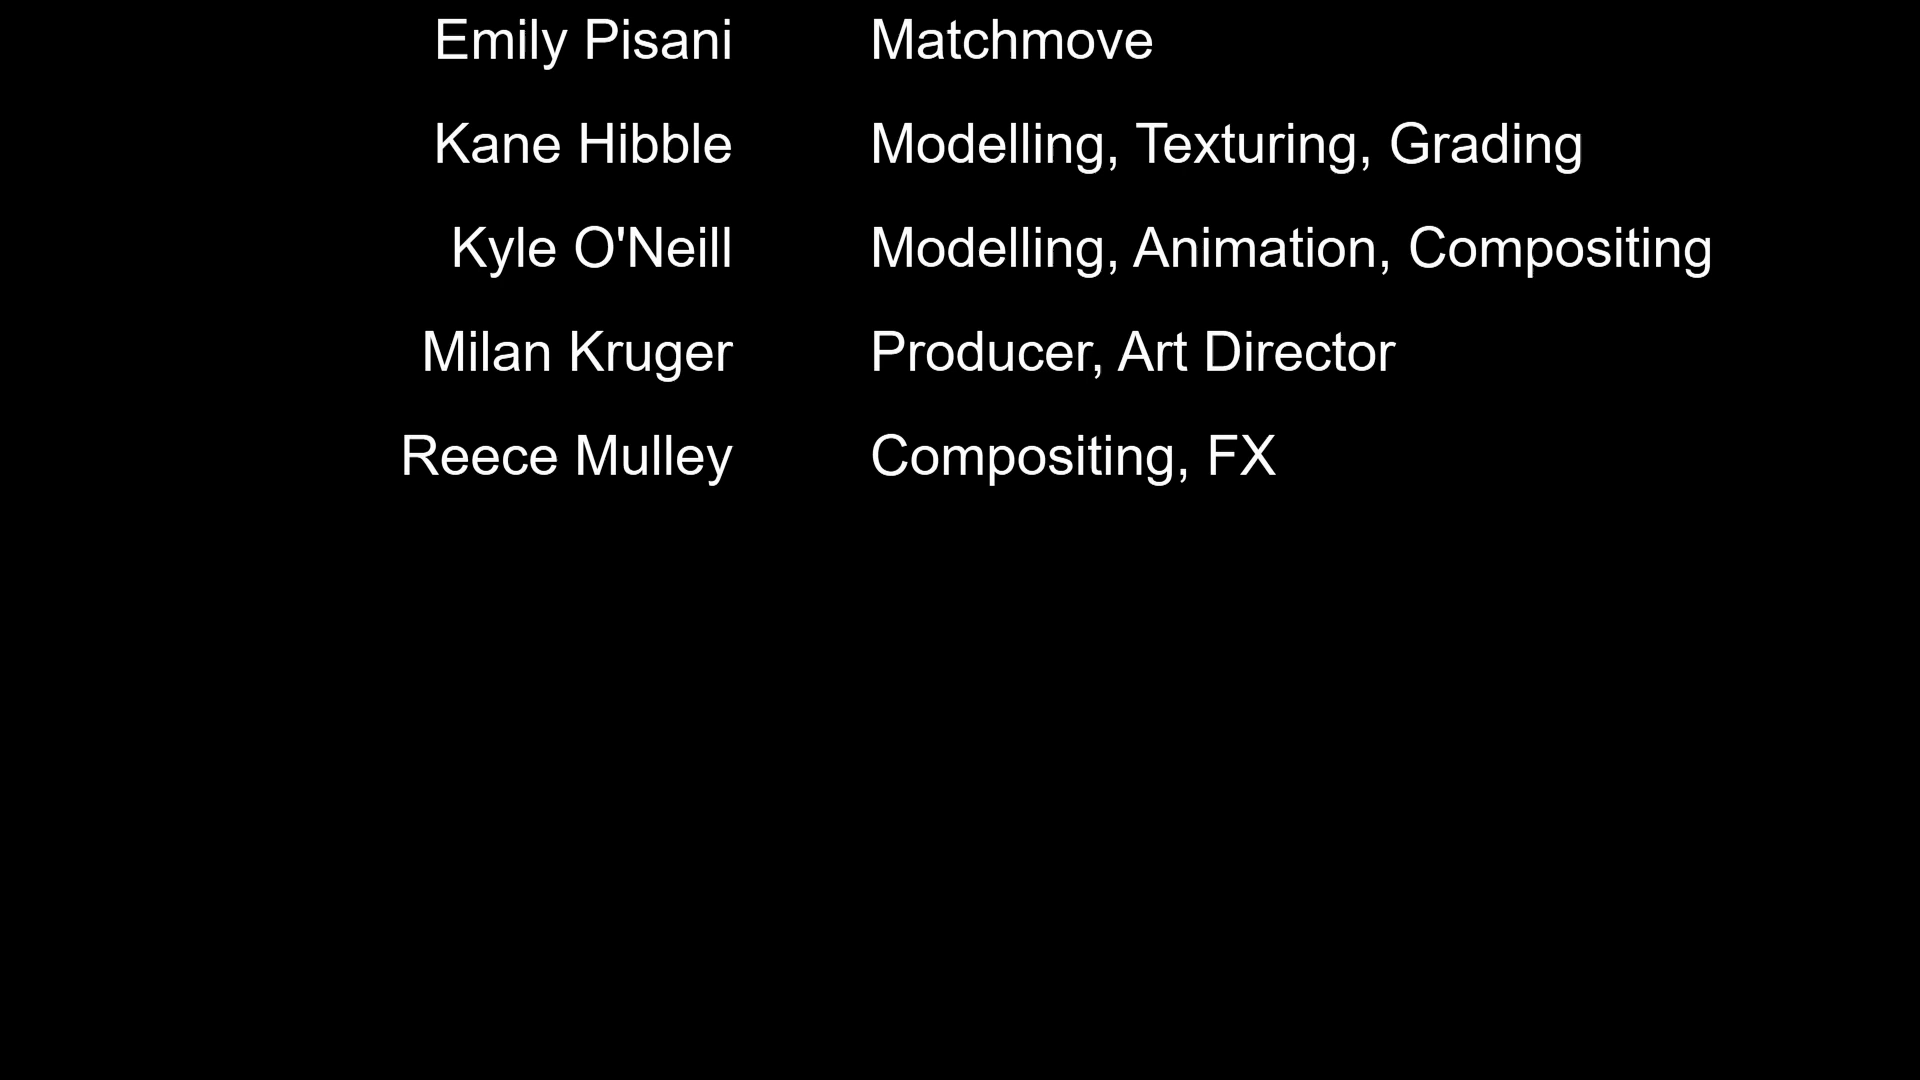 Emily Pisani Matchmove
Kane Hibble Modelling, Texturing, Grading
Kyle O'Neill Modelling, Animation, Compositing
Milan Kruger Producer, Art Director
Reece Mulley Compositing, FX